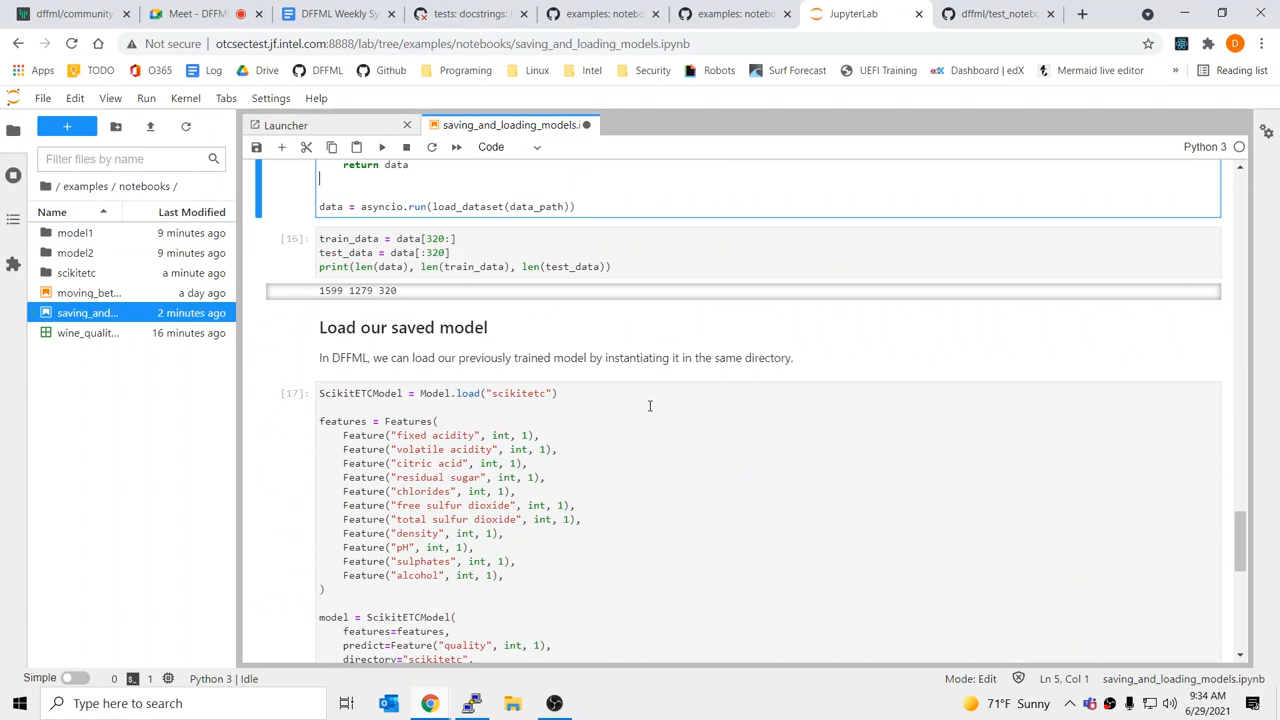 dffml/community
Meet - DFFML
DFFML Weekly Sy
tests: docstrings: I
examples: notebo
examples: notebo
JupyterLab
dffml/test_notebo
Not secure | otcsectest.jf.intel.com:8888/lab/tree/examples/notebooks/saving_and_loading_models.ipynb
Apps TODO O365 Log Drive DFFML Github Programing Linux Intel Security Robots Surf Forecast UEFI Training Dashboard | edX Mermaid live editor » Reading list
File Edit View Run Kernel Tabs Settings Help
Launcher
saving_and_loading_models.i
Filter files by name
Code
Python 3
/ examples / notebooks /
Name Last Modified
model1 9 minutes ago
model2 9 minutes ago
scikitetc a minute ago
moving_bet... a day ago
saving_and... 2 minutes ago
wine_qualit... 16 minutes ago
return data
data = asyncio.run(load_dataset(data_path))
[16]: train_data = data[320:]
test_data = data[:320]
print(len(data), len(train_data), len(test_data))
1599 1279 320
Load our saved model
In DFFML, we can load our previously trained model by instantiating it in the same directory.
[17]: ScikitETCModel = Model.load("scikitetc")
features = Features(
Feature("fixed acidity", int, 1),
Feature("volatile acidity", int, 1),
Feature("citric acid", int, 1),
Feature("residual sugar", int, 1),
Feature("chlorides", int, 1),
Feature("free sulfur dioxide", int, 1),
Feature("total sulfur dioxide", int, 1),
Feature("density", int, 1),
Feature("pH", int, 1),
Feature("sulphates", int, 1),
Feature("alcohol", int, 1),
)
model = ScikitETCModel(
features=features,
predict=Feature("quality", int, 1),
directory="scikitetc",
Simple 0 1 Python 3 | Idle
Mode: Edit Ln 5, Col 1 saving_and_loading_models.ipynb
Type here to search
71°F Sunny
9:34 AM
6/29/2021